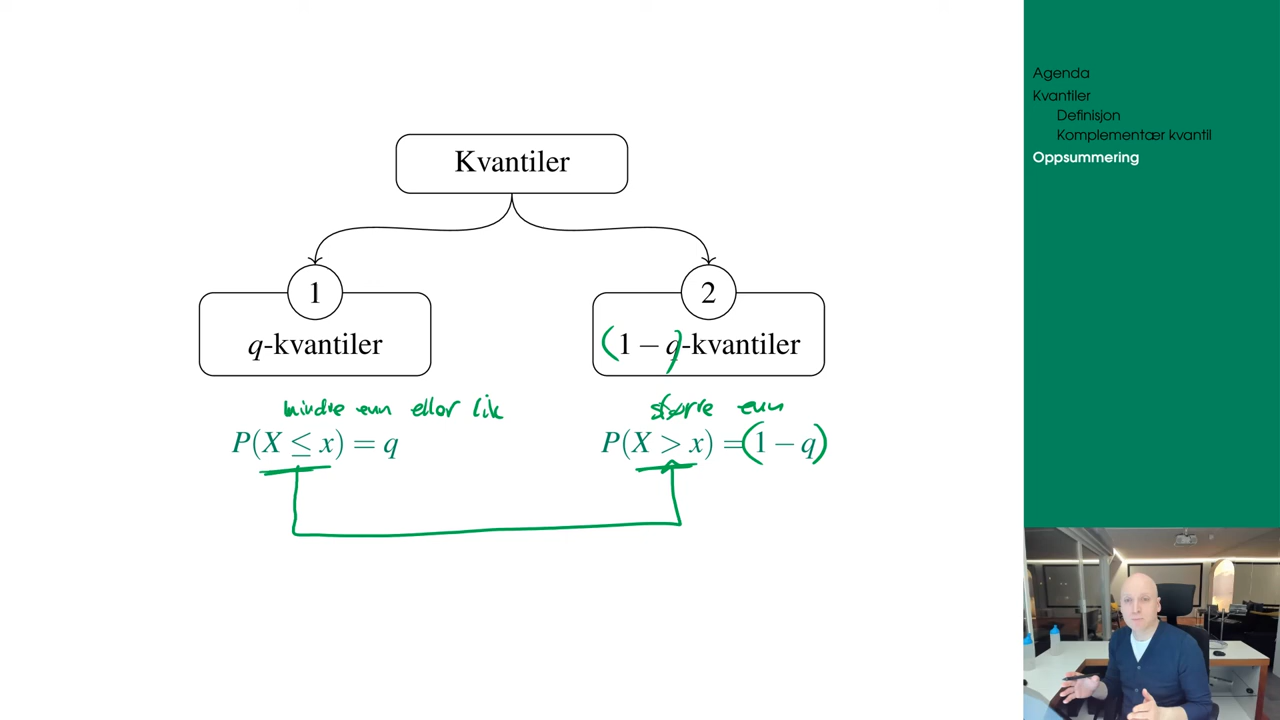 Kvantiler
1
2
q-kvantiler
(1 − q)-kvantiler
mindre enn eller lik
større enn
P(X ≤ x) = q
P(X > x) = (1 − q)
Agenda
Kvantiler
Definisjon
Komplementær kvantil
Oppsummering